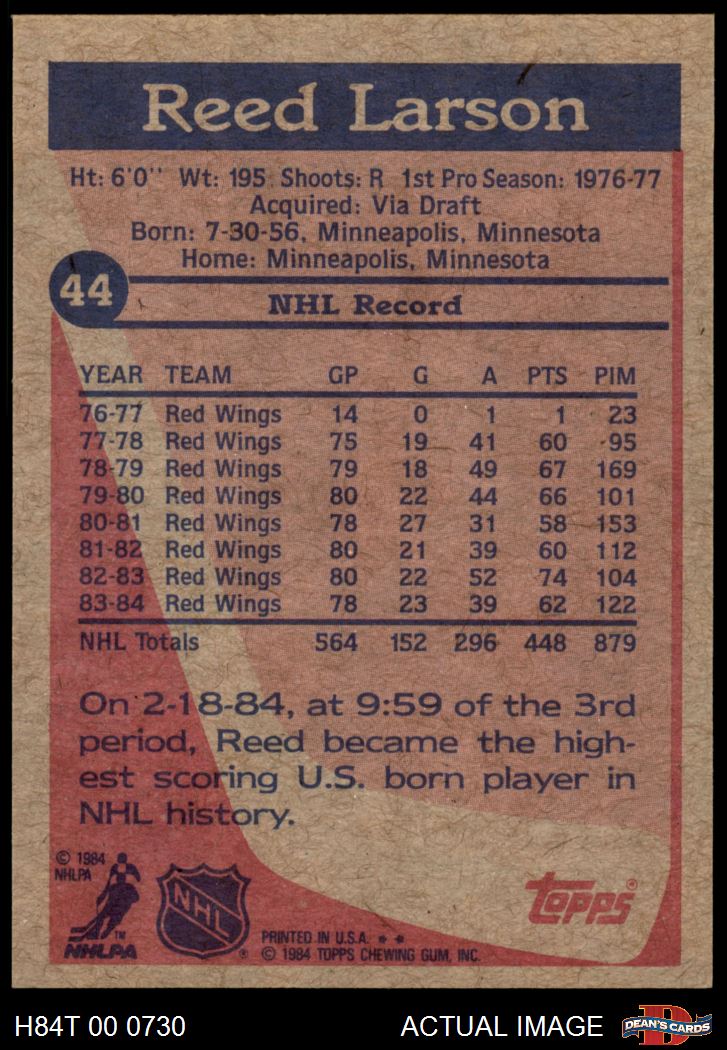 Reed Larson
Ht: 6'0'' Wt: 195 Shoots: R 1st Pro Season: 1976-77
Acquired: Via Draft
Born: 7-30-56, Minneapolis, Minnesota
Home: Minneapolis, Minnesota
44
NHL Record
YEAR TEAM GP G A PTS PIM
76-77 Red Wings 14 0 1 1 23
77-78 Red Wings 75 19 41 60 95
78-79 Red Wings 79 18 49 67 169
79-80 Red Wings 80 22 44 66 101
80-81 Red Wings 78 27 31 58 153
81-82 Red Wings 80 21 39 60 112
82-83 Red Wings 80 22 52 74 104
83-84 Red Wings 78 23 39 62 122
NHL Totals 564 152 296 448 879
On 2-18-84, at 9:59 of the 3rd
period, Reed became the high-
est scoring U.S. born player in
NHL history.
© 1984
NHLPA
TM
NHLPA
NHL
®
topps®
PRINTED IN U.S.A. * *
© 1984 TOPPS CHEWING GUM, INC.
H84T 00 0730
ACTUAL IMAGE
D
DEAN'S CARDS